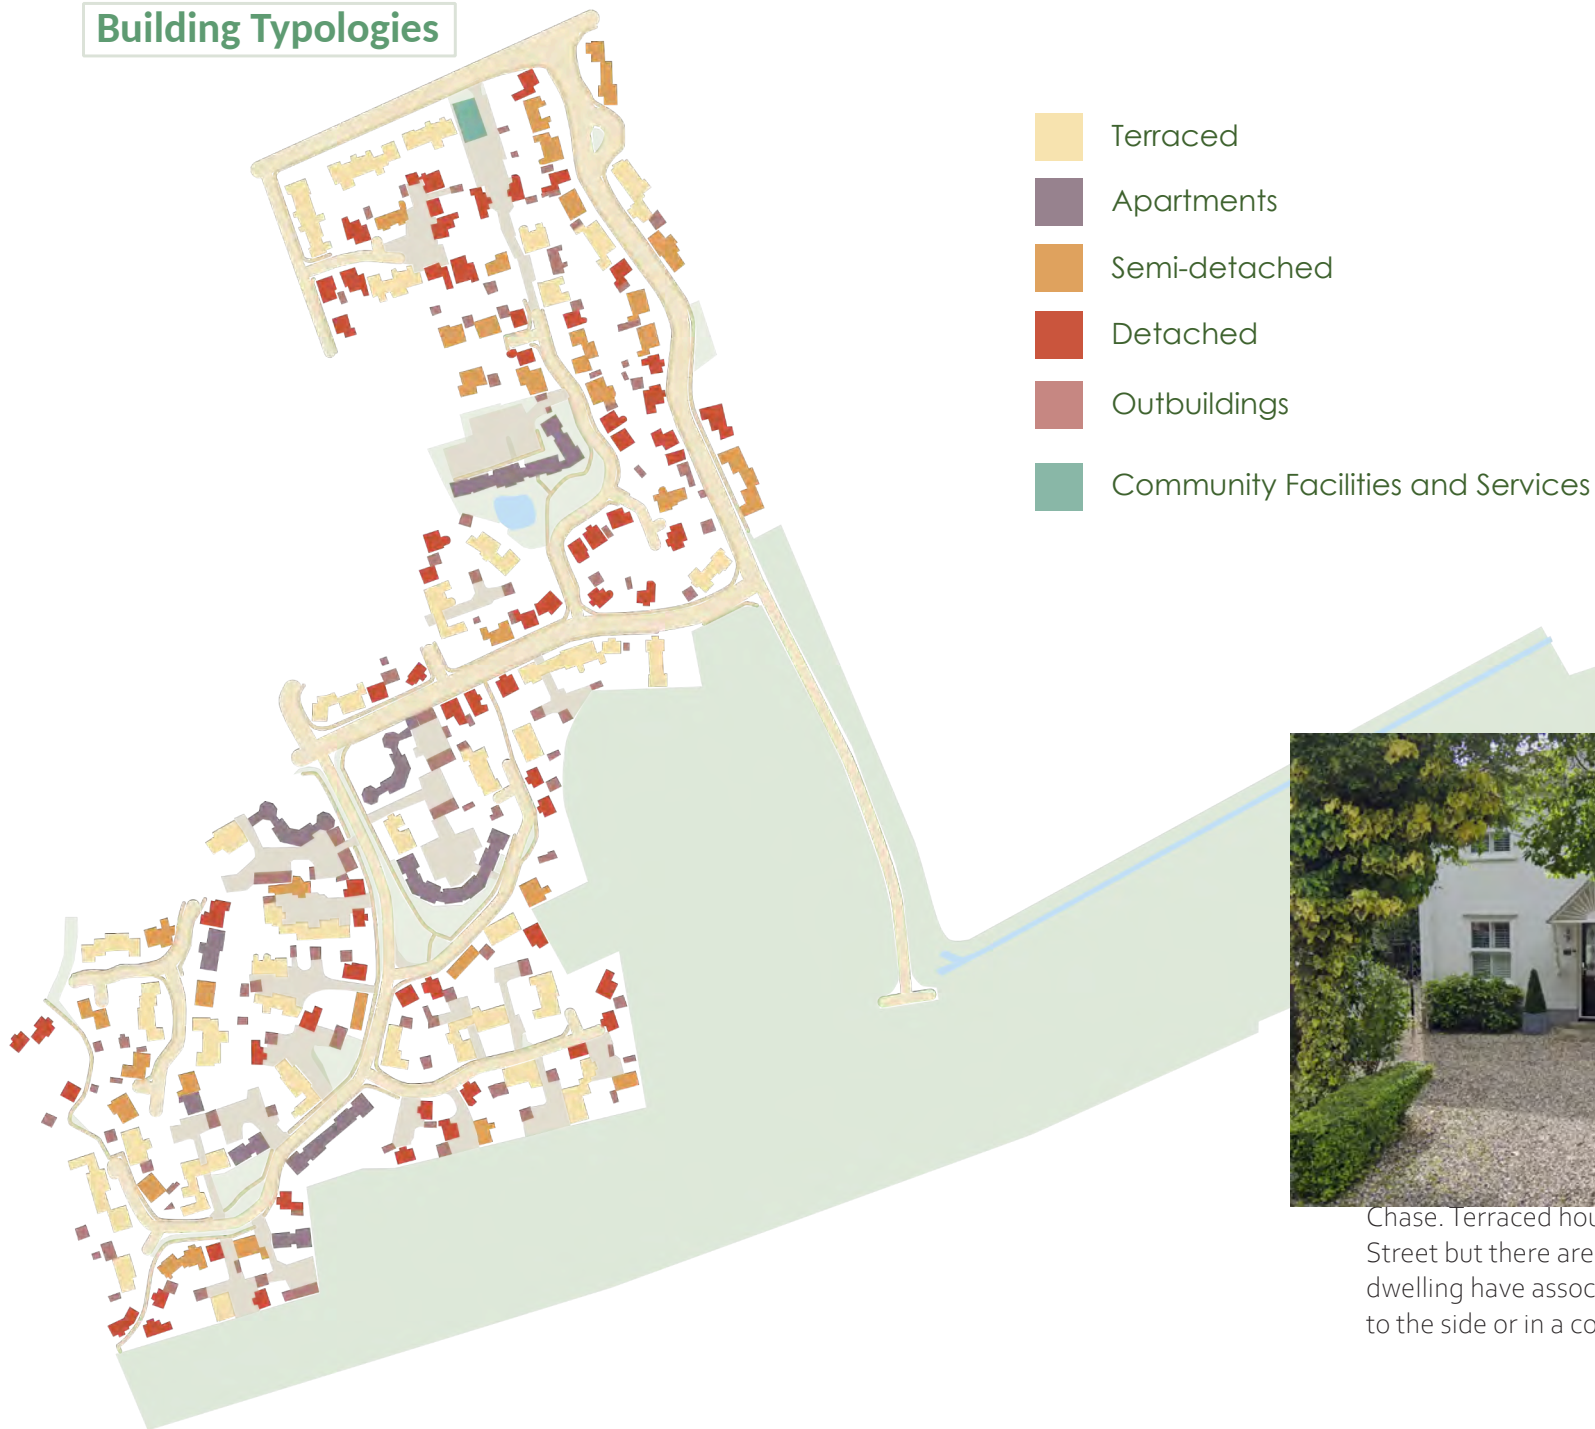 Building Typologies
Terraced
Apartments
Semi-detached
Detached
Outbuildings
Community Facilities and Services
Chase. Terraced hou
Street but there are
dwelling have assoc
to the side or in a co